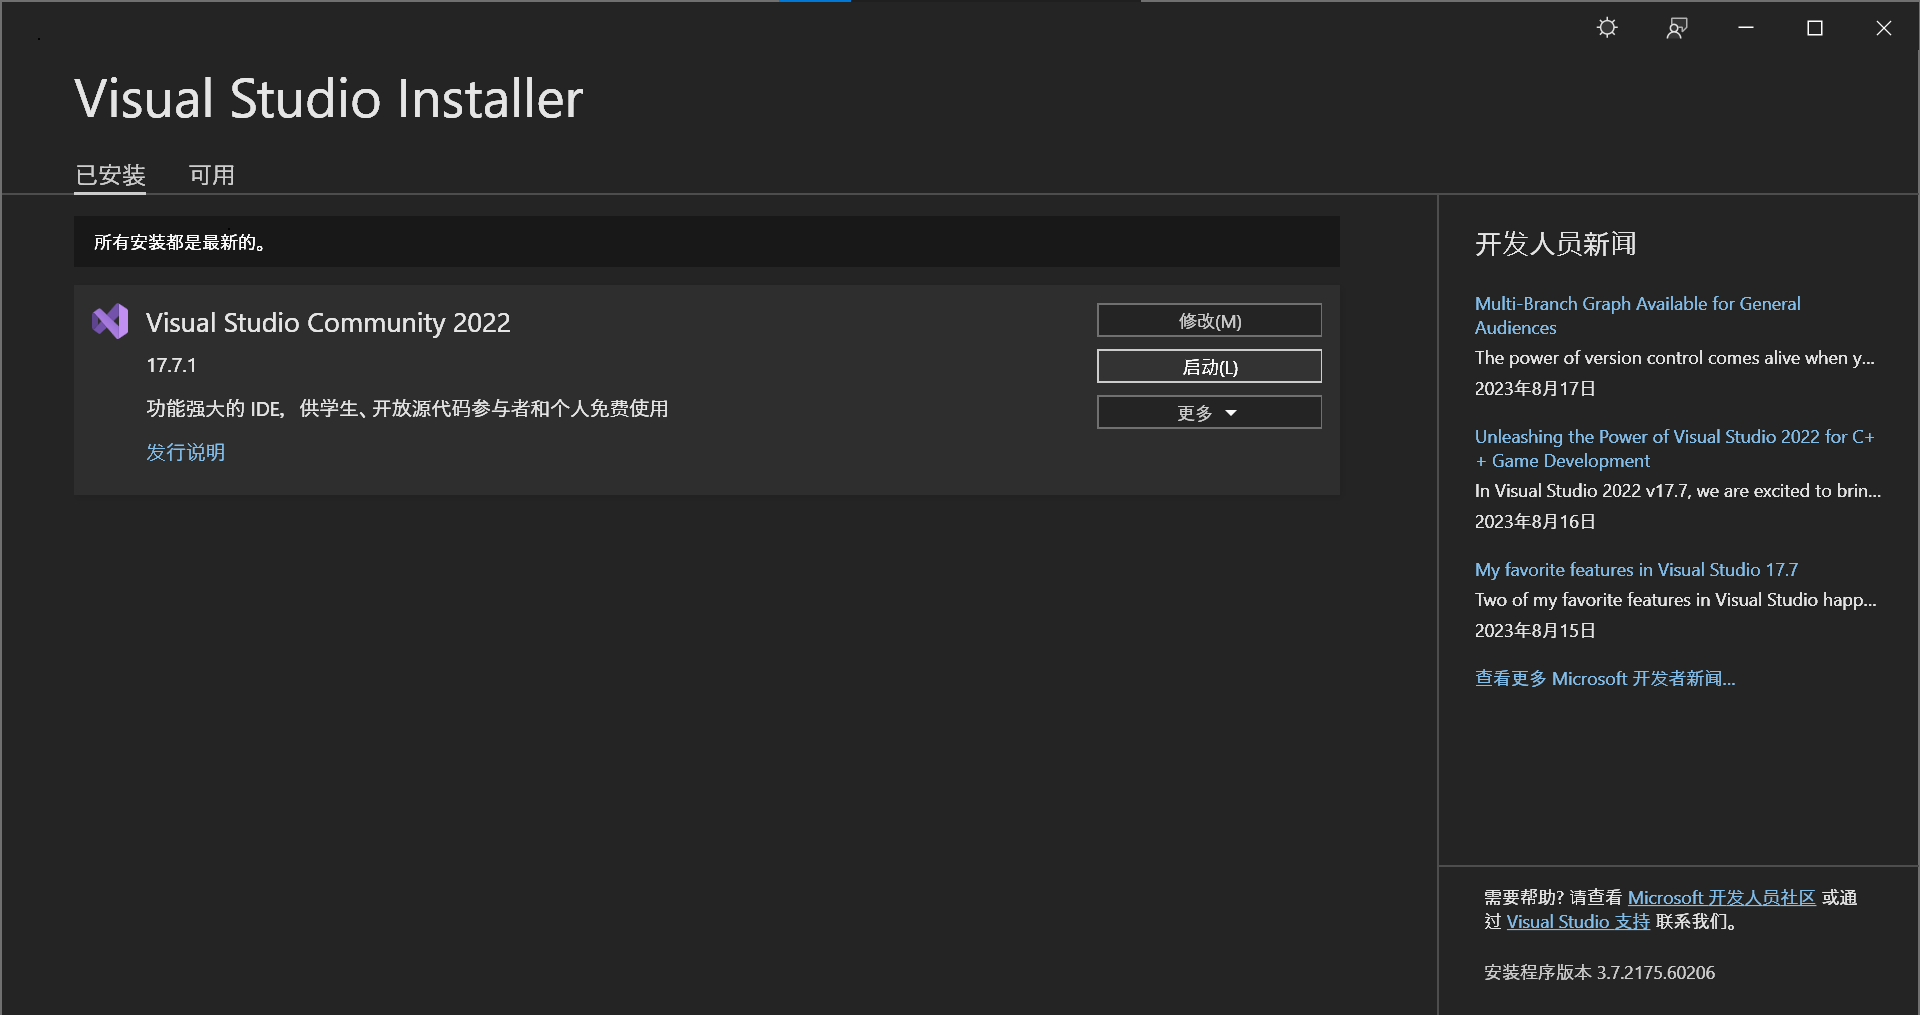 Visual Studio Installer
已安装
可用
所有安装都是最新的。
Visual Studio Community 2022
17.7.1
功能强大的 IDE，供学生、开放源代码参与者和个人免费使用
发行说明
修改(M)
启动(L)
更多
开发人员新闻
Multi-Branch Graph Available for General
Audiences
The power of version control comes alive when y...
2023年8月17日
Unleashing the Power of Visual Studio 2022 for C+
+ Game Development
In Visual Studio 2022 v17.7, we are excited to brin...
2023年8月16日
My favorite features in Visual Studio 17.7
Two of my favorite features in Visual Studio happ...
2023年8月15日
查看更多 Microsoft 开发者新闻...
需要帮助? 请查看 Microsoft 开发人员社区 或通
过 Visual Studio 支持 联系我们。
安装程序版本 3.7.2175.60206